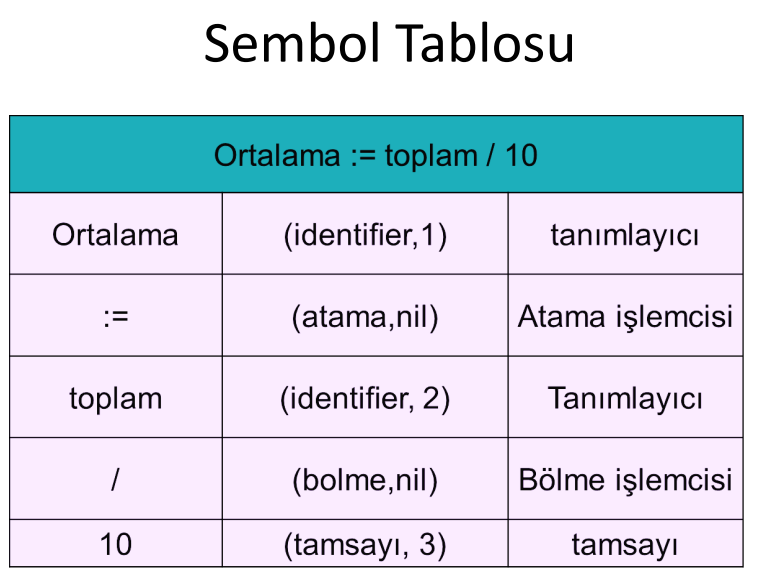 Sembol Tablosu
Ortalama := toplam / 10
Ortalama (identifier,1) tanımlayıcı
:= (atama,nil) Atama işlemcisi
toplam (identifier, 2) Tanımlayıcı
/ (bolme,nil) Bölme işlemcisi
10 (tamsayı, 3) tamsayı